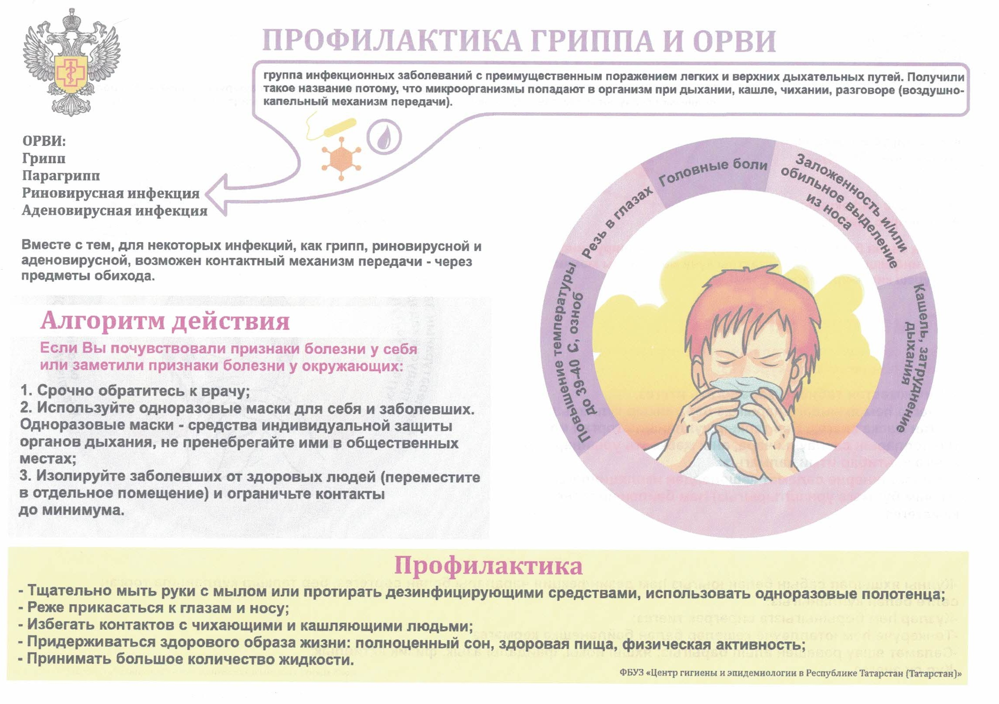 ПРОФИЛАКТИКА ГРИППА И ОРВИ
группа инфекционных заболеваний с преимущественным поражением легких и верхних дыхательных путей. Получили
такое название потому, что микроорганизмы попадают в организм при дыхании, кашле, чихании, разговоре (воздушно-
капельный механизм передачи).
ОРВИ:
Грипп
Парагрипп
Риновирусная инфекция
Аденовирусная инфекция
Вместе с тем, для некоторых инфекций, как грипп, риновирусной и
аденовирусной, возможен контактный механизм передачи - через
предметы обихода.
Алгоритм действия
Если Вы почувствовали признаки болезни у себя
или заметили признаки болезни у окружающих:
1. Срочно обратитесь к врачу;
2. Используйте одноразовые маски для себя и заболевших.
Одноразовые маски - средства индивидуальной защиты
органов дыхания, не пренебрегайте ими в общественных
местах;
3. Изолируйте заболевших от здоровых людей (переместите
в отдельное помещение) и ограничьте контакты
до минимума.
Повышение температуры
до 39-40 С, озноб
Резь в глазах
Головные боли
Заложенность и/или
обильное выделение
из носа
Кашель, затруднение
дыхания
Профилактика
- Тщательно мыть руки с мылом или протирать дезинфицирующими средствами, использовать одноразовые полотенца;
- Реже прикасаться к глазам и носу;
- Избегать контактов с чихающими и кашляющими людьми;
- Придерживаться здорового образа жизни: полноценный сон, здоровая пища, физическая активность;
- Принимать большое количество жидкости.
ФБУЗ «Центр гигиены и эпидемиологии в Республике Татарстан (Татарстан)»